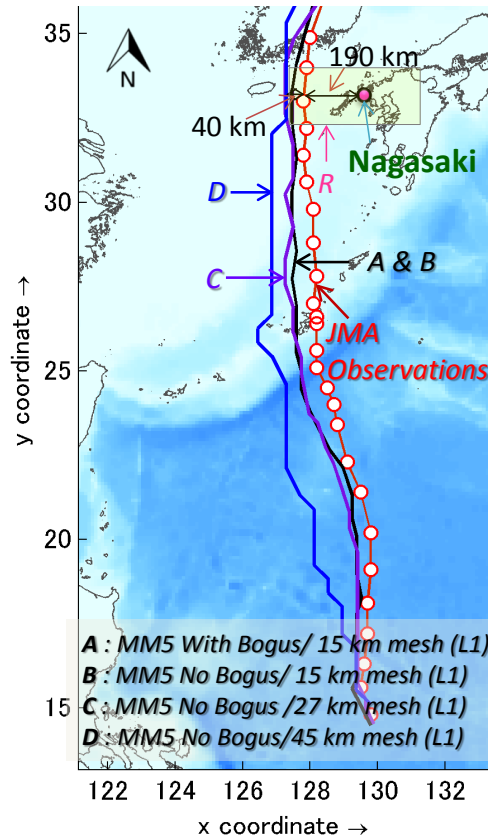 35
190 km
N
40 km
Nagasaki
R
30
D
A & B
C
JMA
Observations
25
y coordinate →
20
A : MM5 With Bogus/ 15 km mesh (L1)
B : MM5 No Bogus/ 15 km mesh (L1)
C : MM5 No Bogus /27 km mesh (L1)
D : MM5 No Bogus/45 km mesh (L1)
15
122 124 126 128 130 132
x coordinate →